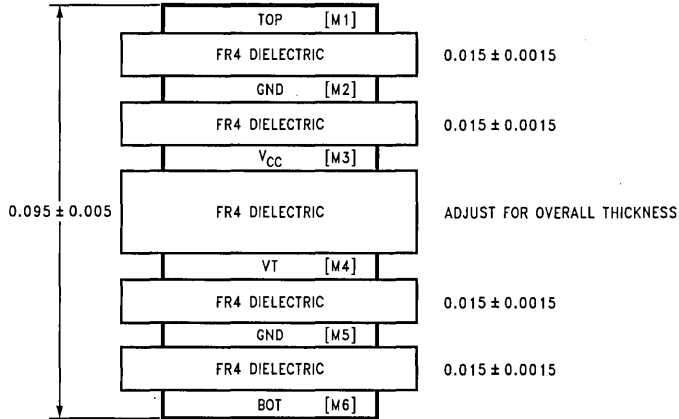 TOP [M1]
FR4 DIELECTRIC 0.015 ± 0.0015
GND [M2]
FR4 DIELECTRIC 0.015 ± 0.0015
VCC [M3]
0.095 ± 0.005 FR4 DIELECTRIC ADJUST FOR OVERALL THICKNESS
VT [M4]
FR4 DIELECTRIC 0.015 ± 0.0015
GND [M5]
FR4 DIELECTRIC 0.015 ± 0.0015
BOT [M6]